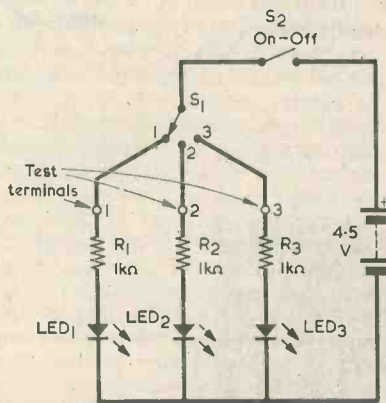 S2
On-Off
S1
1
2
3
Test
terminals
1
2
3
R1
1kΩ
R2
1kΩ
R3
1kΩ
4·5
V
+
LED1
LED2
LED3